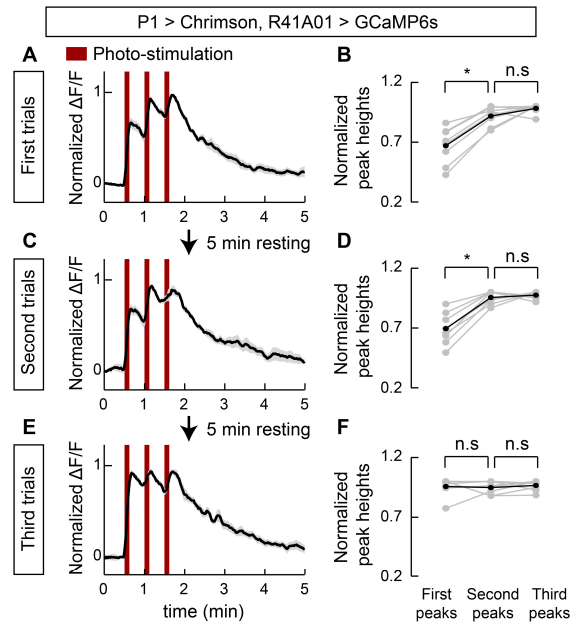 P1 > Chrimson, R41A01 > GCaMP6s
A
Photo-stimulation
B
First trials
Normalized ΔF/F
1
0
0 1 2 3 4 5
Normalized
peak heights
1.2
0.7
0.2
*
n.s
5 min resting
C
D
Second trials
Normalized ΔF/F
1
0
0 1 2 3 4 5
Normalized
peak heights
1.2
0.7
0.2
*
n.s
5 min resting
E
F
Third trials
Normalized ΔF/F
1
0
0 1 2 3 4 5
time (min)
Normalized
peak heights
1.2
0.7
0.2
n.s
n.s
First
peaks
Second
peaks
Third
peaks